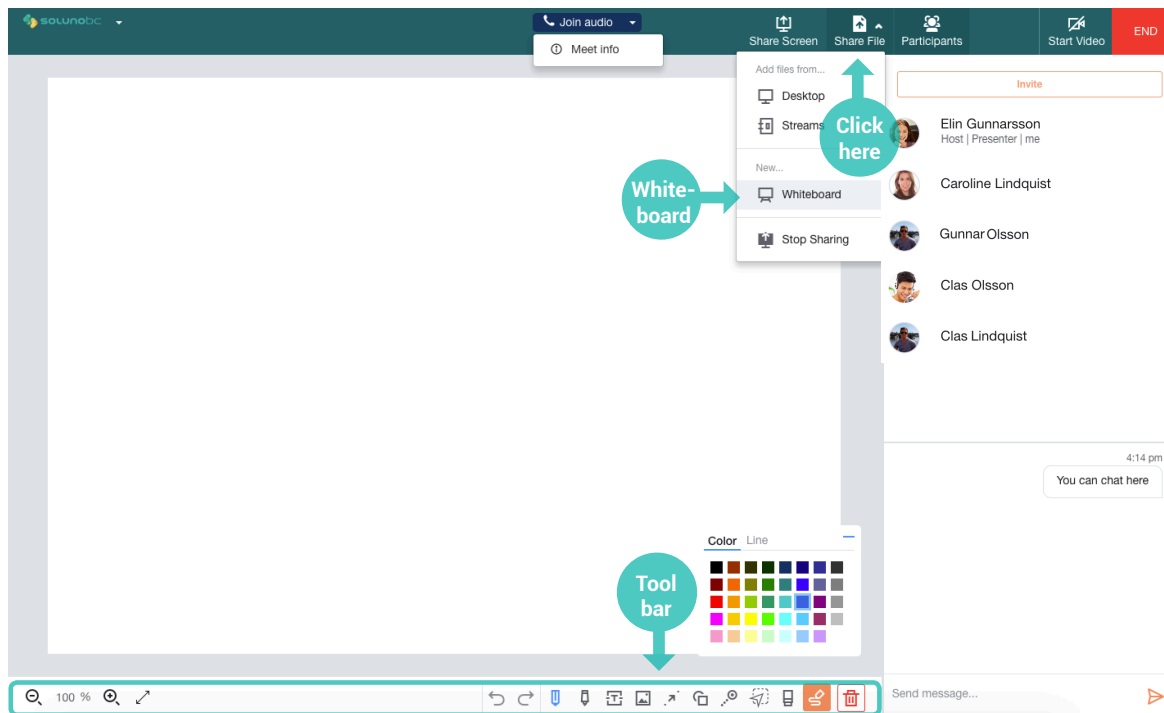 solunobc
Join audio
Meet info
Share Screen
Share File
Participants
Start Video
END
Add files from...
Desktop
Streams
New...
Whiteboard
Stop Sharing
Click
here
White-
board
Invite
Elin Gunnarsson
Host | Presenter | me
Caroline Lindquist
Gunnar Olsson
Clas Olsson
Clas Lindquist
4:14 pm
You can chat here
Color Line
Tool
bar
100 %
T
Send message...